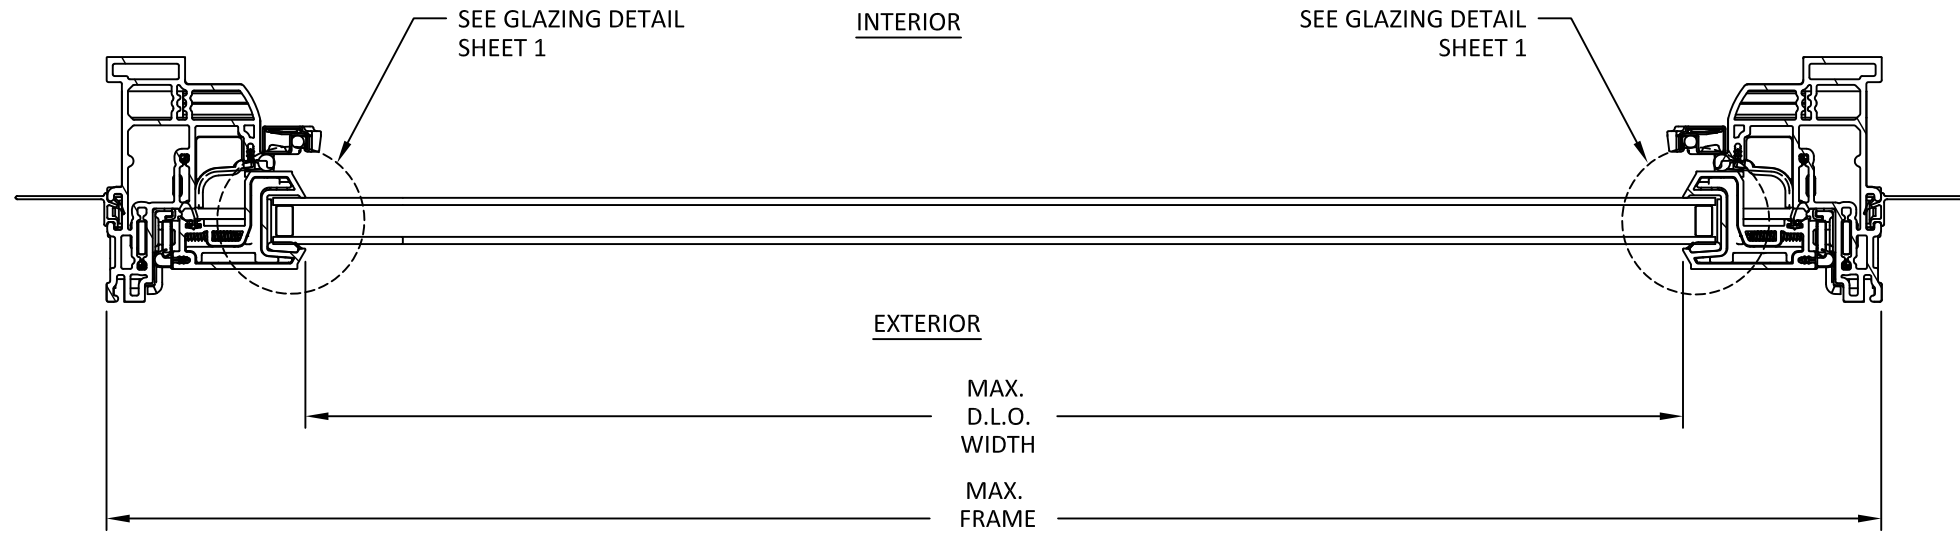 SEE GLAZING DETAIL
SHEET 1
INTERIOR
SEE GLAZING DETAIL
SHEET 1
EXTERIOR
MAX.
D.L.O.
WIDTH
MAX.
FRAME